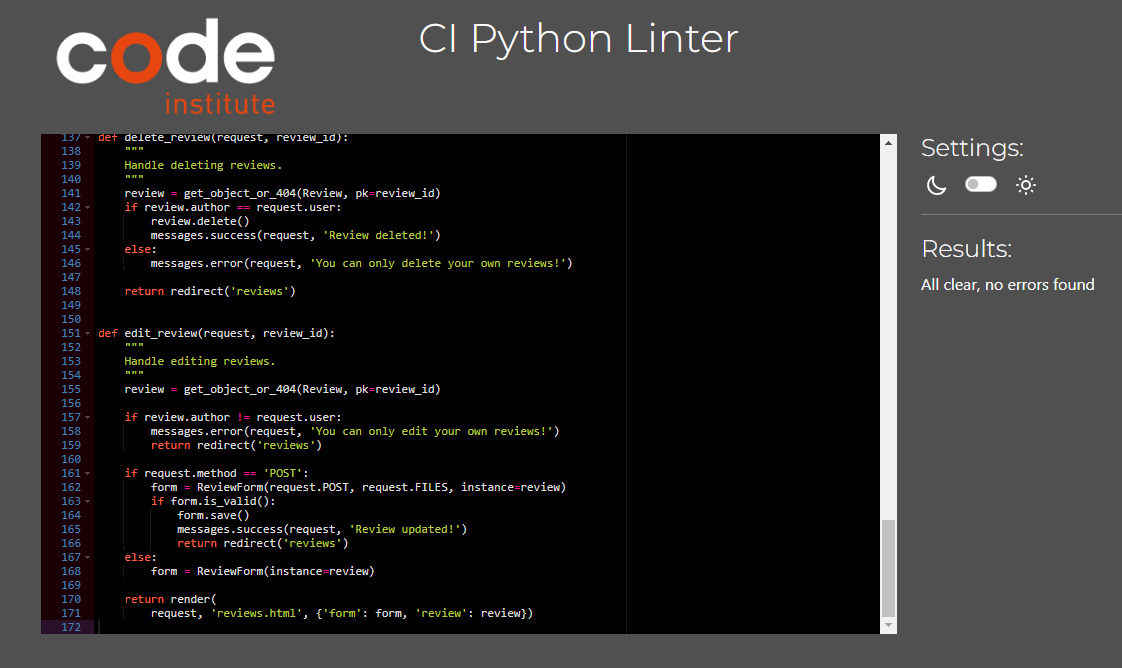 code
institute
CI Python Linter
137 def delete_review(request, review_id):
138     """
139     Handle deleting reviews.
140     """
141     review = get_object_or_404(Review, pk=review_id)
142     if review.author == request.user:
143         review.delete()
144         messages.success(request, 'Review deleted!')
145     else:
146         messages.error(request, 'You can only delete your own reviews!')
147
148     return redirect('reviews')
149
150
151 def edit_review(request, review_id):
152     """
153     Handle editing reviews.
154     """
155     review = get_object_or_404(Review, pk=review_id)
156
157     if review.author != request.user:
158         messages.error(request, 'You can only edit your own reviews!')
159         return redirect('reviews')
160
161     if request.method == 'POST':
162         form = ReviewForm(request.POST, request.FILES, instance=review)
163         if form.is_valid():
164             form.save()
165             messages.success(request, 'Review updated!')
166             return redirect('reviews')
167     else:
168         form = ReviewForm(instance=review)
169
170     return render(
171         request, 'reviews.html', {'form': form, 'review': review})
172
Settings:
Results:
All clear, no errors found